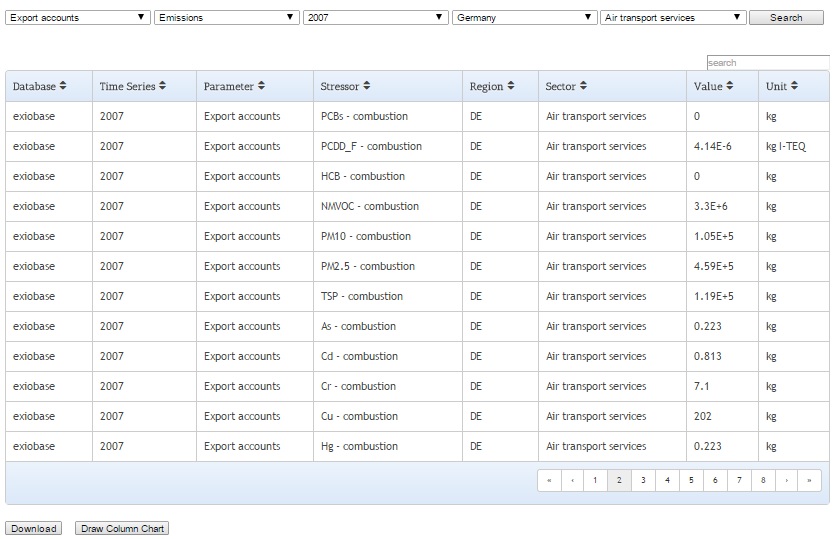 Export accounts Emissions 2007 Germany Air transport services Search
search
Database Time Series Parameter Stressor Region Sector Value Unit
exiobase 2007 Export accounts PCBs - combustion DE Air transport services 0 kg
exiobase 2007 Export accounts PCDD_F - combustion DE Air transport services 4.14E-6 kg I-TEQ
exiobase 2007 Export accounts HCB - combustion DE Air transport services 0 kg
exiobase 2007 Export accounts NMVOC - combustion DE Air transport services 3.3E+6 kg
exiobase 2007 Export accounts PM10 - combustion DE Air transport services 1.05E+5 kg
exiobase 2007 Export accounts PM2.5 - combustion DE Air transport services 4.59E+5 kg
exiobase 2007 Export accounts TSP - combustion DE Air transport services 1.19E+5 kg
exiobase 2007 Export accounts As - combustion DE Air transport services 0.223 kg
exiobase 2007 Export accounts Cd - combustion DE Air transport services 0.813 kg
exiobase 2007 Export accounts Cr - combustion DE Air transport services 7.1 kg
exiobase 2007 Export accounts Cu - combustion DE Air transport services 202 kg
exiobase 2007 Export accounts Hg - combustion DE Air transport services 0.223 kg
« ‹ 1 2 3 4 5 6 7 8 › »
Download Draw Column Chart